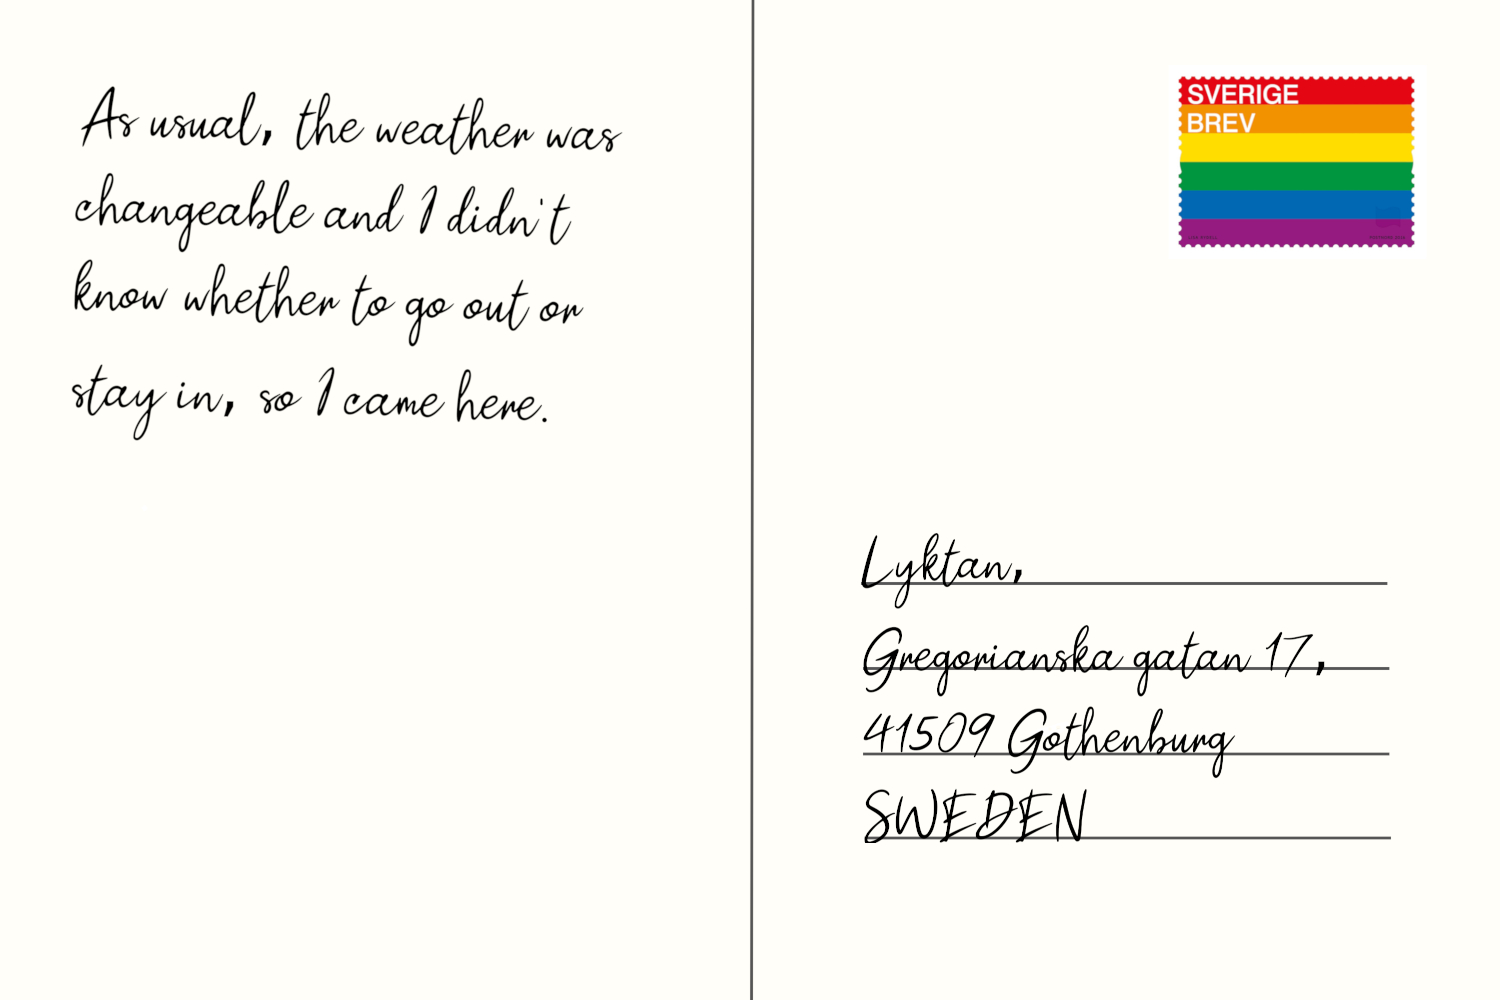 As usual, the weather was
changeable and I didn't
know whether to go out or
stay in, so I came here.
SVERIGE
BREV
Lyktan,
Gregorianska gatan 17,
41509 Gothenburg
SWEDEN